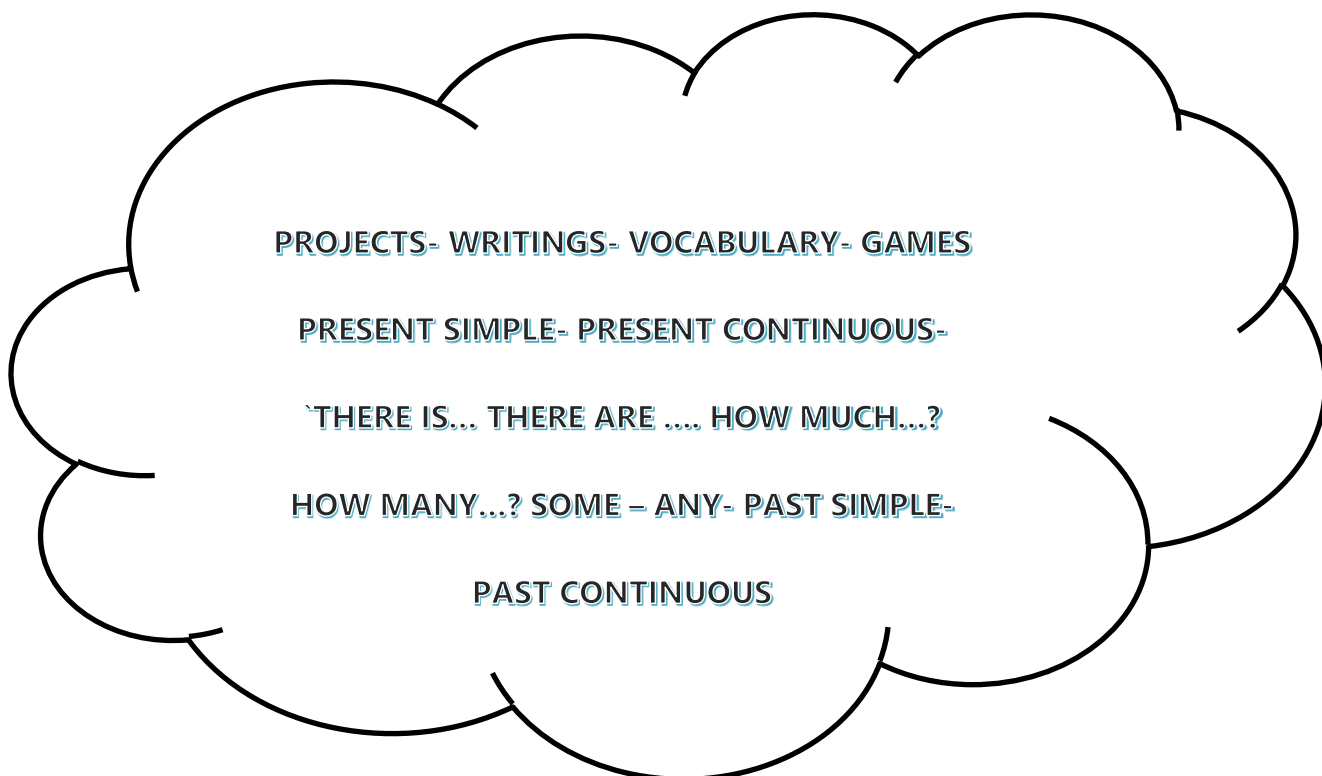 PROJECTS- WRITINGS- VOCABULARY- GAMES
PRESENT SIMPLE- PRESENT CONTINUOUS-
`THERE IS... THERE ARE .... HOW MUCH...?
HOW MANY...? SOME – ANY- PAST SIMPLE-
PAST CONTINUOUS